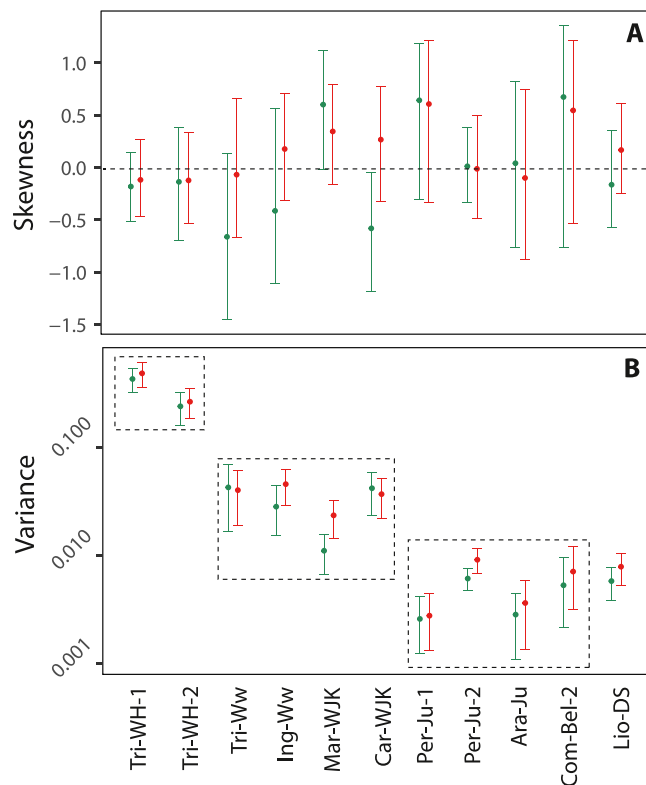 A
Skewness
1.0
0.5
0.0
−0.5
−1.0
−1.5
B
Variance
0.100
0.010
0.001
Tri-WH-1
Tri-WH-2
Tri-Ww
Ing-Ww
Mar-WJK
Car-WJK
Per-Ju-1
Per-Ju-2
Ara-Ju
Com-Bel-2
Lio-DS